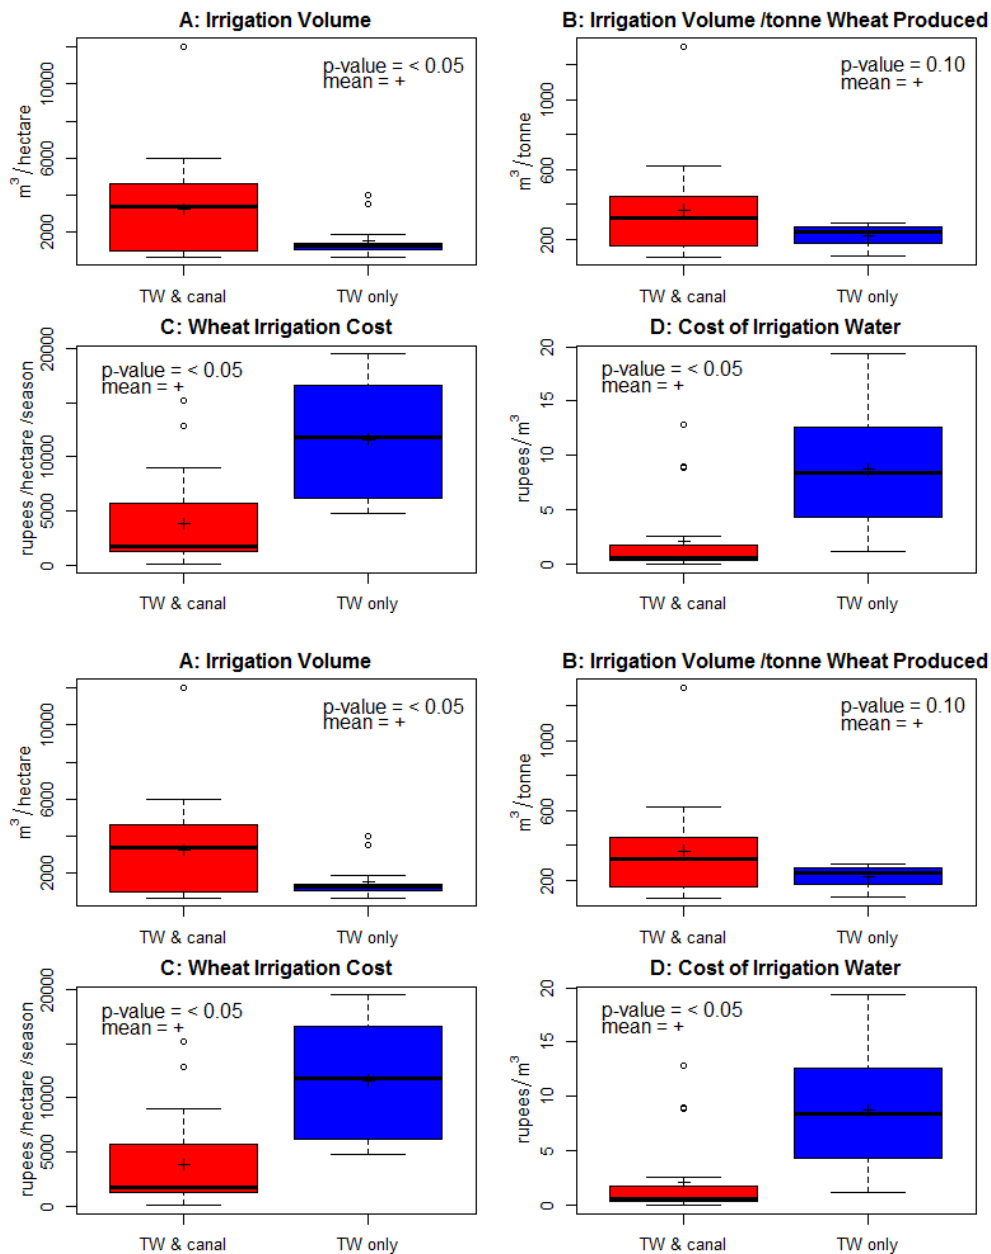 A: Irrigation Volume
m³/hectare
10000
6000
2000
p-value = < 0.05
mean = +
TW & canal
TW only
B: Irrigation Volume /tonne Wheat Produced
m³/tonne
1000
600
200
p-value = 0.10
mean = +
TW & canal
TW only
C: Wheat Irrigation Cost
rupees /hectare /season
20000
10000
5000
0
p-value = < 0.05
mean = +
TW & canal
TW only
D: Cost of Irrigation Water
rupees/m³
20
15
10
5
0
p-value = < 0.05
mean = +
TW & canal
TW only
A: Irrigation Volume
m³/hectare
10000
6000
2000
p-value = < 0.05
mean = +
TW & canal
TW only
B: Irrigation Volume /tonne Wheat Produced
m³/tonne
1000
600
200
p-value = 0.10
mean = +
TW & canal
TW only
C: Wheat Irrigation Cost
rupees /hectare /season
20000
10000
5000
0
p-value = < 0.05
mean = +
TW & canal
TW only
D: Cost of Irrigation Water
rupees/m³
20
15
10
5
0
p-value = < 0.05
mean = +
TW & canal
TW only